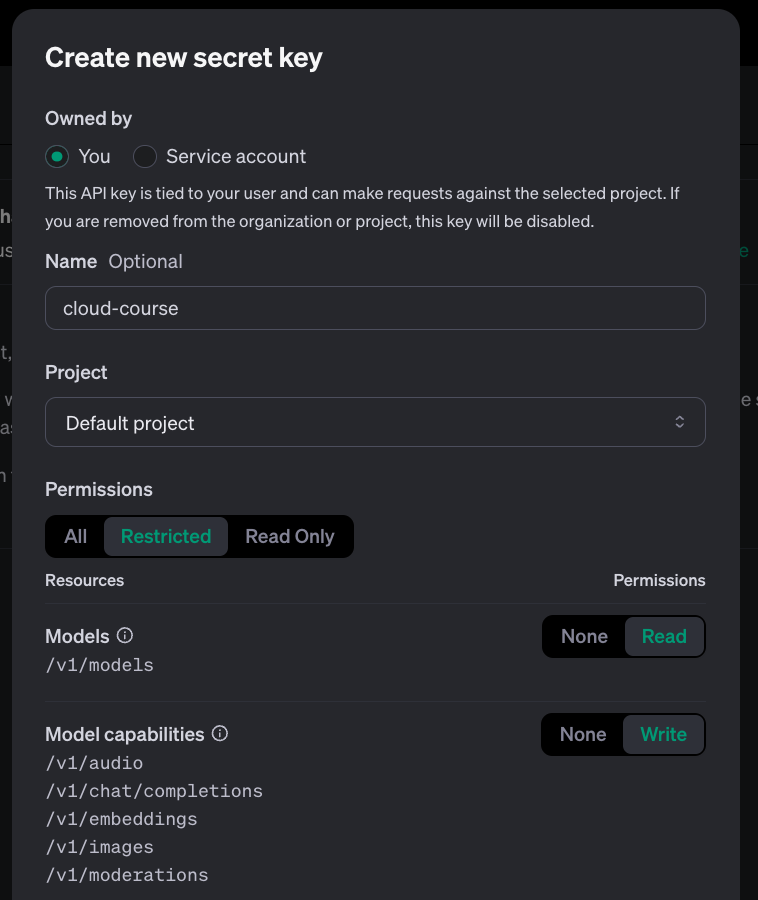 Create new secret key
Owned by
You Service account
This API key is tied to your user and can make requests against the selected project. If
you are removed from the organization or project, this key will be disabled.
Name Optional
cloud-course
Project
Default project
Permissions
All Restricted Read Only
Resources Permissions
Models None Read
/v1/models
Model capabilities None Write
/v1/audio
/v1/chat/completions
/v1/embeddings
/v1/images
/v1/moderations